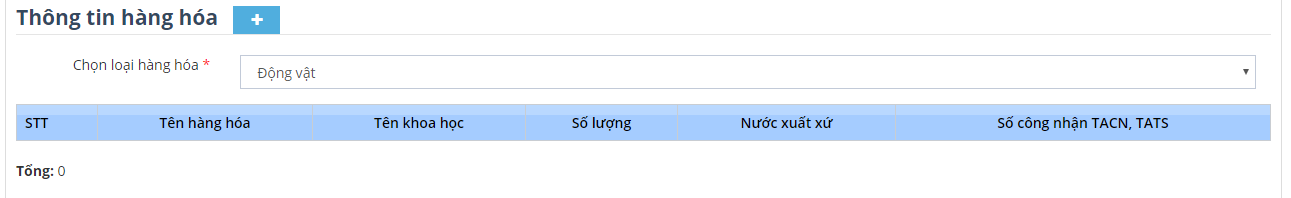 Thông tin hàng hóa +
Chọn loại hàng hóa * Động vật
STT Tên hàng hóa Tên khoa học Số lượng Nước xuất xứ Số công nhận TACN, TATS
Tổng: 0